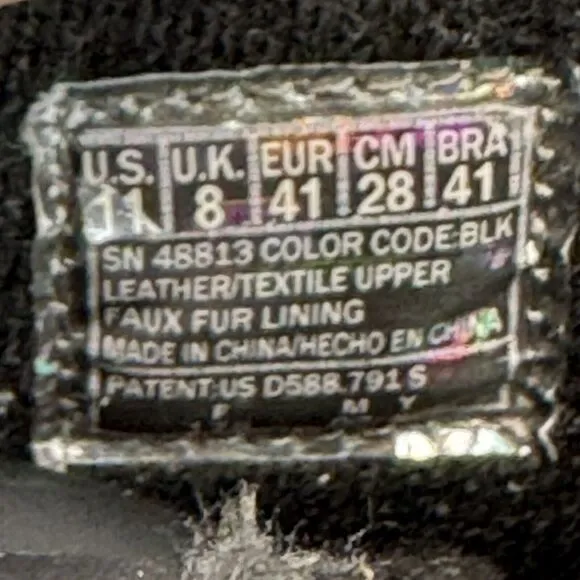 U.S. U.K. EUR CM BRA
11 8 41 28 41
SN 48813 COLOR CODE:BLK
LEATHER/TEXTILE UPPER
FAUX FUR LINING
MADE IN CHINA/HECHO EN CHINA
PATENT:US D588.791 S
F M Y